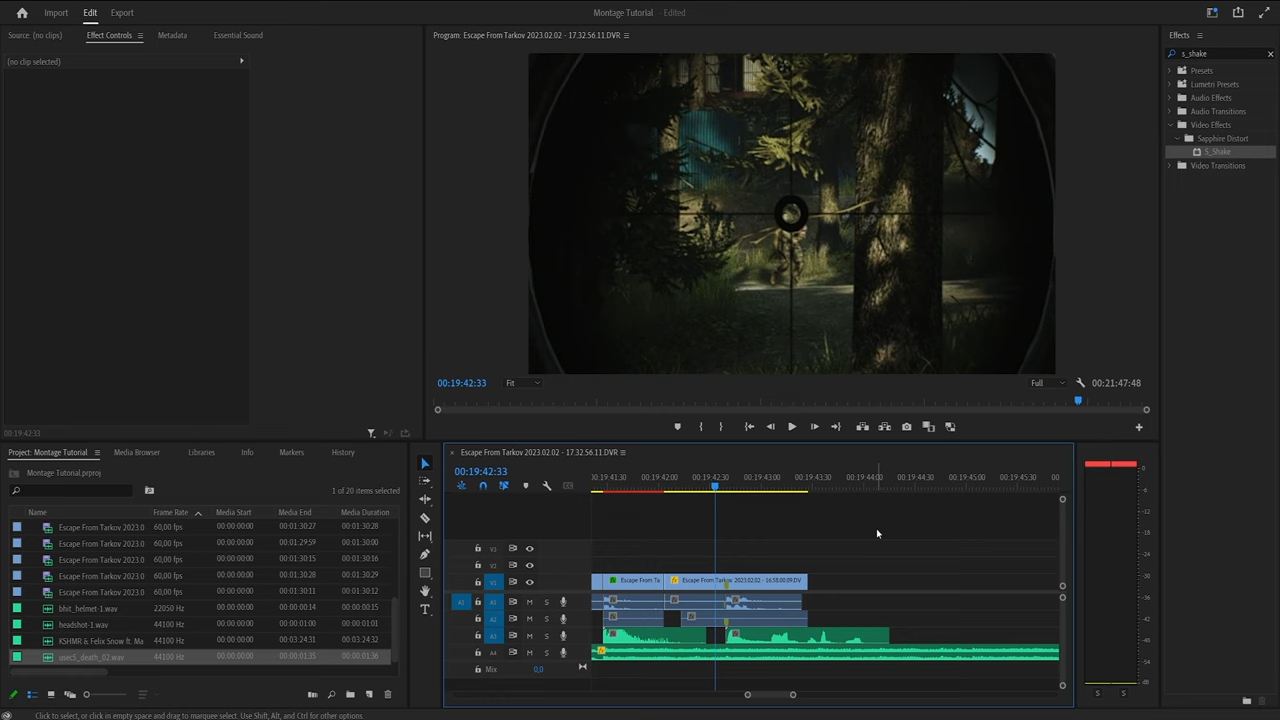 Import Edit Export Montage Tutorial Edited
Source: (no clips) Effect Controls Metadata Essential Sound
(no clip selected)
00:19:42:33
Program: Escape From Tarkov 2023.02.02 - 17.32.56.11.DVR
00:19:42:33 Fit Full 00:21:47:48
Effects
s_shake
Presets
Lumetri Presets
Audio Effects
Audio Transitions
Video Effects
Sapphire Distort
S_Shake
Video Transitions
Project: Montage Tutorial Media Browser Libraries Info Markers History
Montage Tutorial.prproj
1 of 20 items selected
Name Frame Rate Media Start Media End Media Duration
Escape From Tarkov 2023.0 60,00 fps 00:00:00:00 00:01:30:27 00:01:30:28
Escape From Tarkov 2023.0 60,00 fps 00:00:00:00 00:01:29:59 00:01:30:00
Escape From Tarkov 2023.0 60,00 fps 00:00:00:00 00:01:30:15 00:01:30:16
Escape From Tarkov 2023.0 60,00 fps 00:00:00:00 00:01:30:28 00:01:30:29
Escape From Tarkov 2023.0 60,00 fps 00:00:00:00 00:01:30:11 00:01:30:12
bhit_helmet-1.wav 22050 Hz 00:00:00:00 00:00:00:14 00:00:00:15
headshot-1.wav 44100 Hz 00:00:00:00 00:00:01:00 00:00:01:01
KSHMR & Felix Snow ft. Ma 44100 Hz 00:00:00:00 00:03:24:31 00:03:24:32
usec5_death_02.wav 44100 Hz 00:00:00:00 00:00:01:35 00:00:01:36
Escape From Tarkov 2023.02.02 - 17.32.56.11.DVR
00:19:42:33
00:19:41:30 00:19:42:00 00:19:42:30 00:19:43:00 00:19:43:30 00:19:44:00 00:19:44:30 00:19:45:00 00:19:45:30 00
V3
V2
V1 Escape From Ta Escape From Tarkov 2023.02.02 - 16.58.00.09.DV
A1 A1 M S
A2 M S
A3 M S
A4 M S
Mix 0,0
0
-6
-12
-18
-24
-30
-36
-42
-48
-54
dB
S S
Click to select, or click in empty space and drag to marquee select. Use Shift, Alt, and Ctrl for other options.